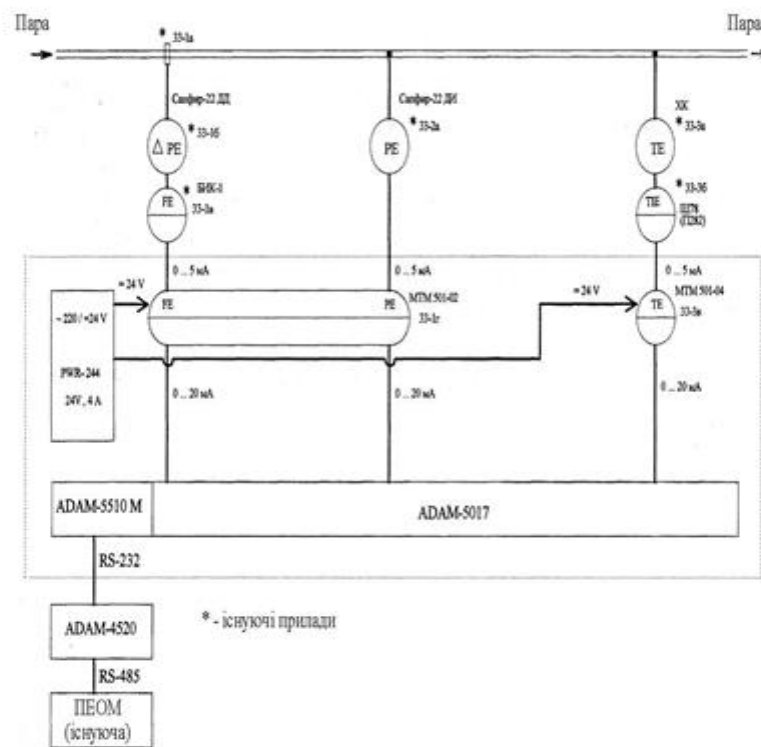 Пара
Пара
* 33-1а
Сапфир-22 ДД
Сапфир-22 ДИ
ХК
* 33-1б
Δ PE
* 33-2а
PE
* 33-3а
TE
* БИК-1
FE
33-1в
* 33-3б
TIE
Щ78
(П282)
0 ... 5 мА
0 ... 5 мА
0 ... 5 мА
= 24 V
= 24 V
~ 220 / =24 V
FE
PE
МТМ 501-02
33-1г
TE
МТМ 501-04
33-3в
PWR-244
24V, 4 A
0 ... 20 мА
0 ... 20 мА
0 ... 20 мА
ADAM-5510 M
ADAM-5017
RS-232
ADAM-4520
* - існуючі прилади
RS-485
ПЕОМ
(існуюча)